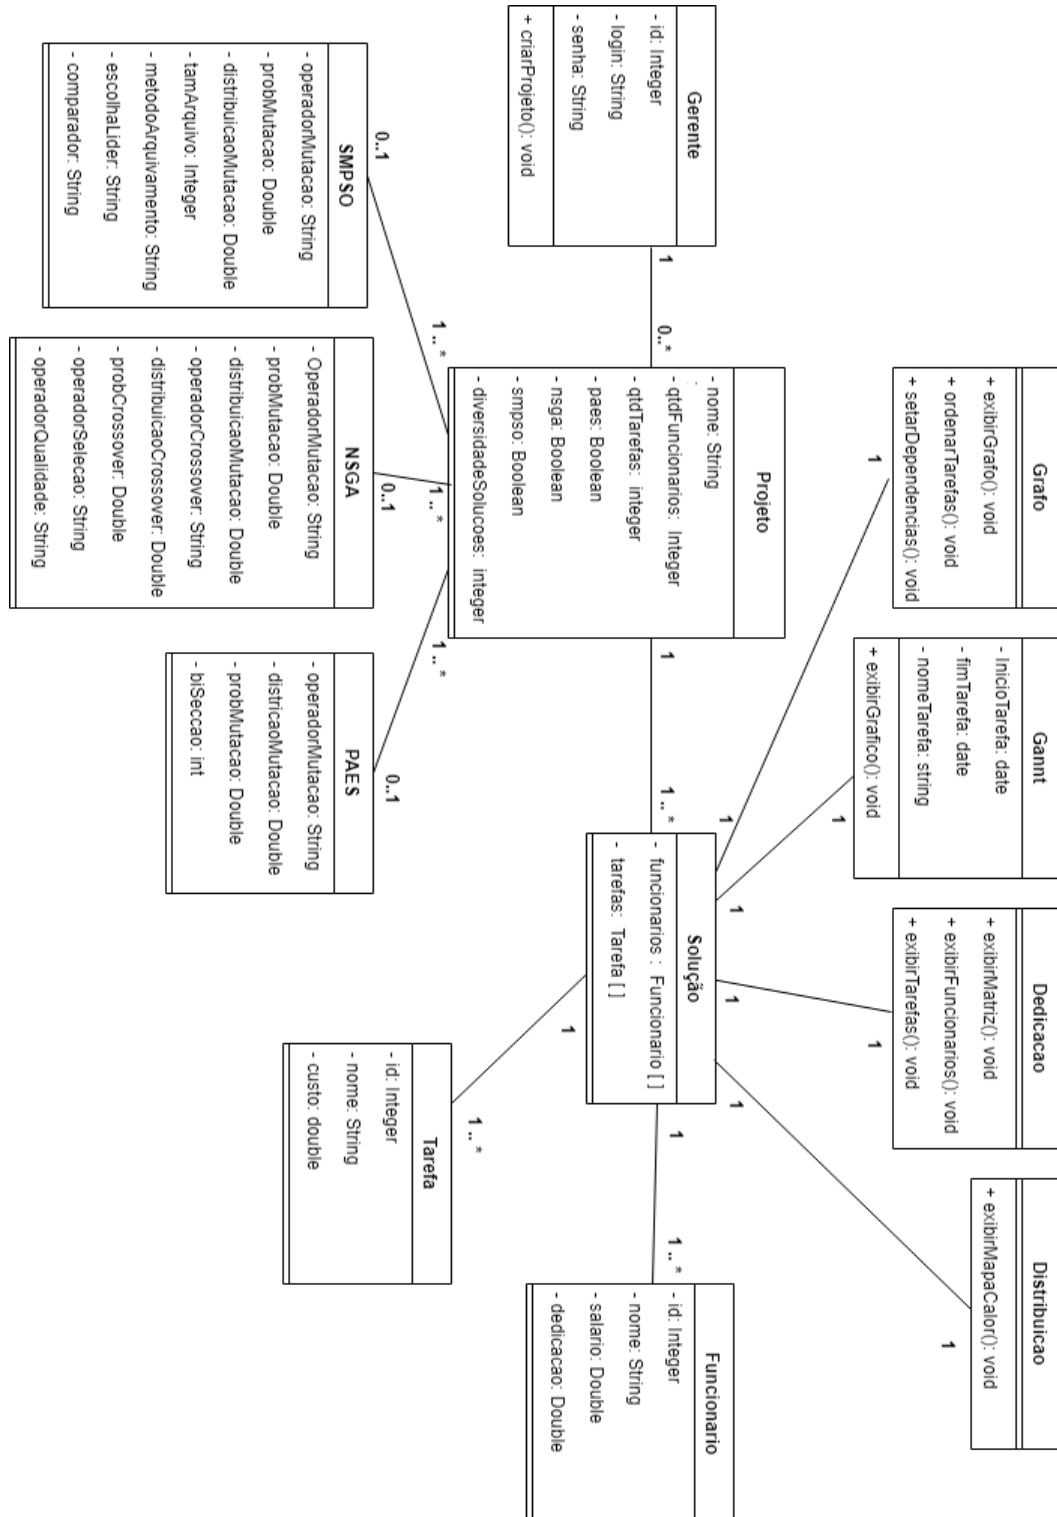 Gerente
- id: Integer
- login: String
- senha: String
+ criarProjeto(): void
1
0..*
SMPSO
- operadorMutacao: String
- probMutacao: Double
- distribuicaoMutacao: Double
- tamArquivo: Integer
- metodoArquivamento: String
- escolhaLider: String
- comparador: String
0..1
1 .. *
NSGA
- OperadorMutacao: String
- probMutacao: Double
- distribuicaoMutacao: Double
- operadorCrossover: String
- distribuicaoCrossover: Double
- probCrossover: Double
- operadorSelecao: String
- operadorQualidade: String
0..1
1 .. *
PAES
- operadorMutacao: String
- districaoMutacao: Double
- probMutacao: Double
- biSeccao: int
0..1
1 .. *
Projeto
- nome: String
- qtdFuncionarios: Integer
- qtdTarefas: integer
- paes: Boolean
- nsga: Boolean
- smpso: Boolean
- diversidadeSolucoes: integer
1
1 .. *
Grafo
+ exibirGrafo(): void
+ ordenarTarefas(): void
+ setarDependencias(): void
1
1
Gannt
- InicioTarefa: date
- fimTarefa: date
- nomeTarefa: string
+ exibirGrafico(): void
1
1
Dedicacao
+ exibirMatriz(): void
+ exibirFuncionarios(): void
+ exibirTarefas(): void
1
1
Distribuicao
+ exibirMapaCalor(): void
1
1
Solução
- funcionarios : Funcionario [ ]
- tarefas: Tarefa [ ]
1
1 .. *
Tarefa
- id: Integer
- nome: String
- custo: double
1
1 .. *
Funcionario
- id: Integer
- nome: String
- salario: Double
- dedicacao: Double